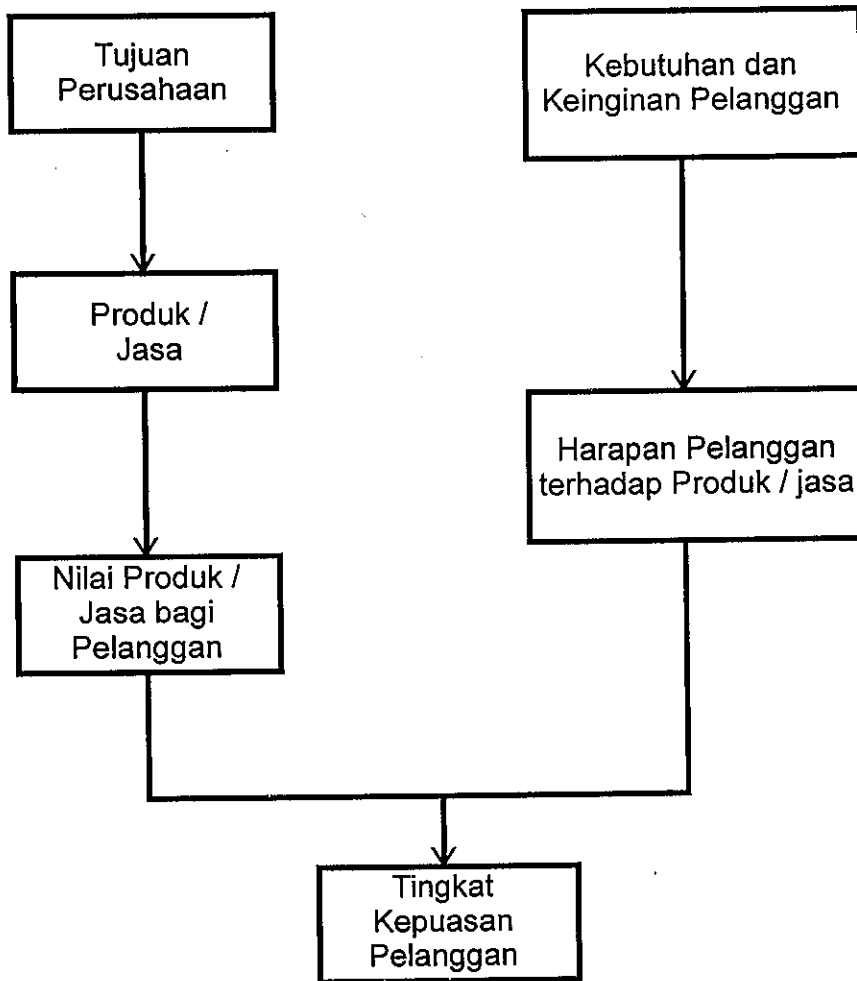 Tujuan
Perusahaan
Kebutuhan dan
Keinginan Pelanggan
Produk /
Jasa
Harapan Pelanggan
terhadap Produk / jasa
Nilai Produk /
Jasa bagi
Pelanggan
Tingkat
Kepuasan
Pelanggan